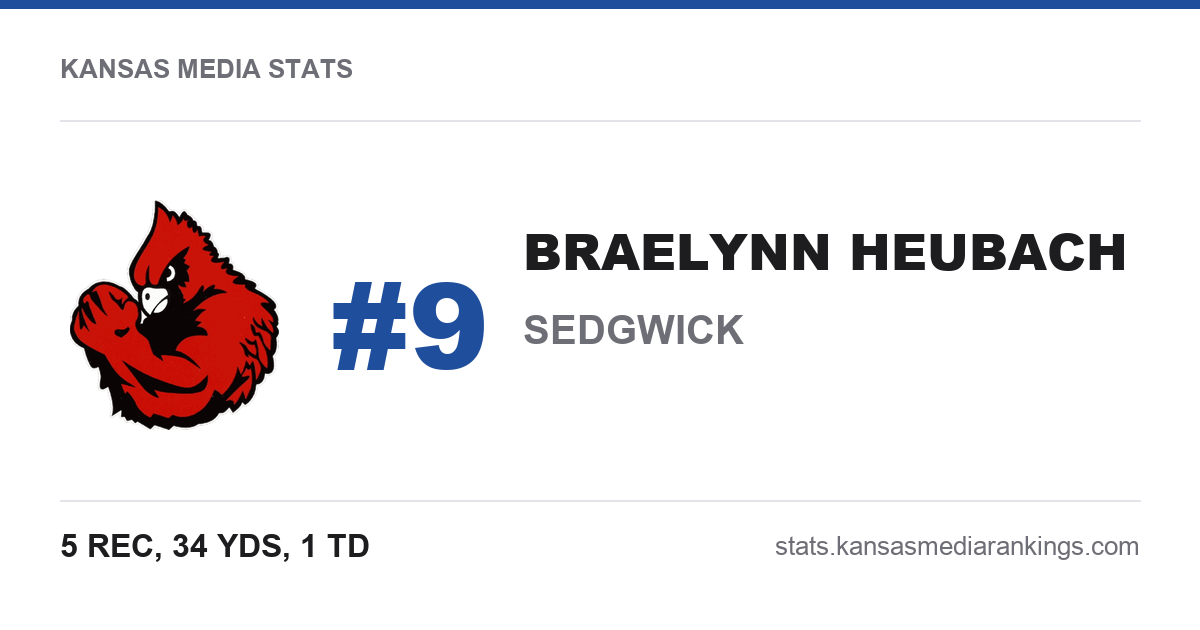 KANSAS MEDIA STATS
#9
BRAELYNN HEUBACH
SEDGWICK
5 REC, 34 YDS, 1 TD
stats.kansasmediarankings.com